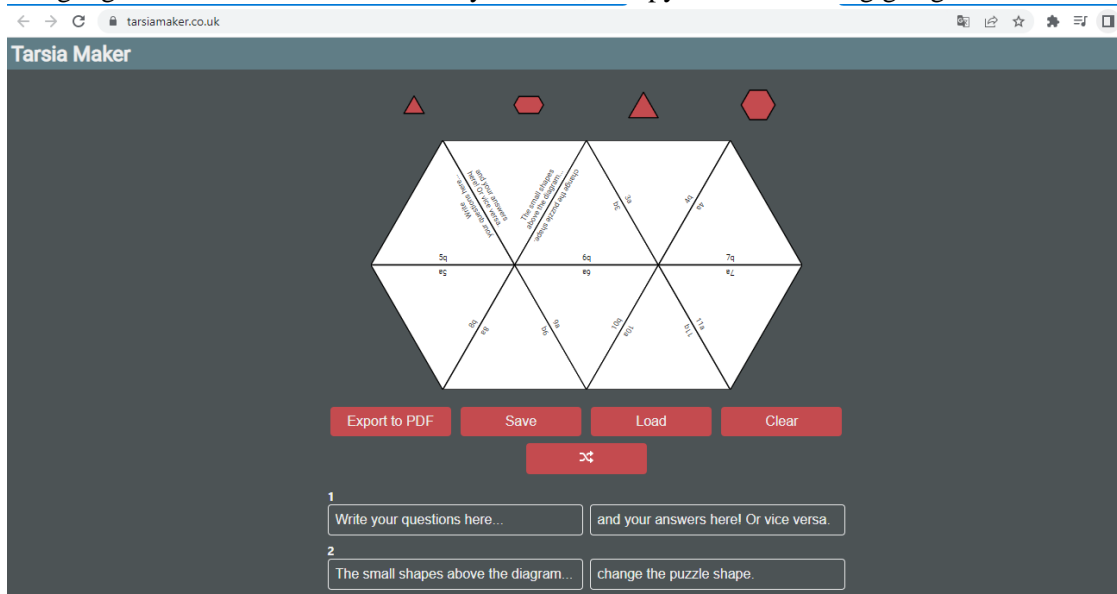 tarsiamaker.co.uk
Tarsia Maker
Write
your questions here...
and your answers
here! Or vice versa.
The small shapes
above the diagram...
change the puzzle shape.
3q
3a
4q
4a
5q
5a
6q
6a
7q
7a
8q
8a
9q
9a
10q
10a
11q
11a
Export to PDF
Save
Load
Clear
1
Write your questions here...
and your answers here! Or vice versa.
2
The small shapes above the diagram...
change the puzzle shape.